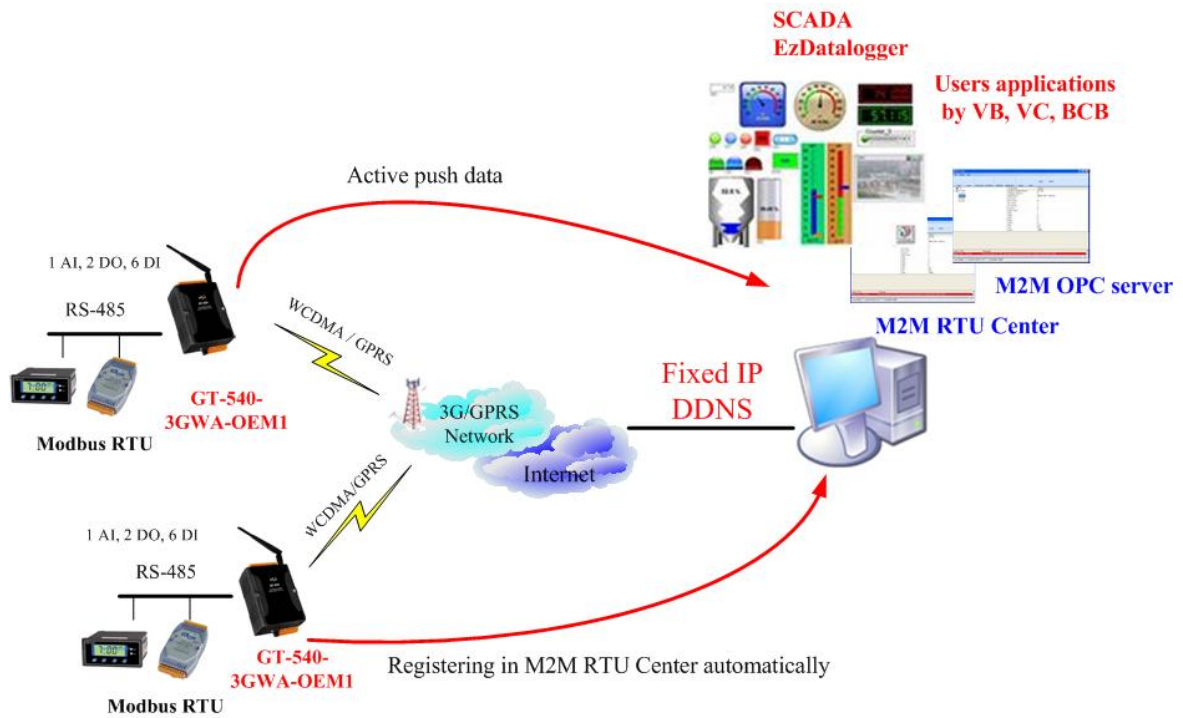 SCADA
EzDatalogger
Users applications
by VB, VC, BCB
Active push data
1 AI, 2 DO, 6 DI
RS-485
WCDMA / GPRS
M2M OPC server
M2M RTU Center
Fixed IP
DDNS
GT-540-
3GWA-OEM1
Modbus RTU
3G/GPRS
Network
Internet
WCDMA/GPRS
1 AI, 2 DO, 6 DI
RS-485
GT-540-
3GWA-OEM1
Registering in M2M RTU Center automatically
Modbus RTU